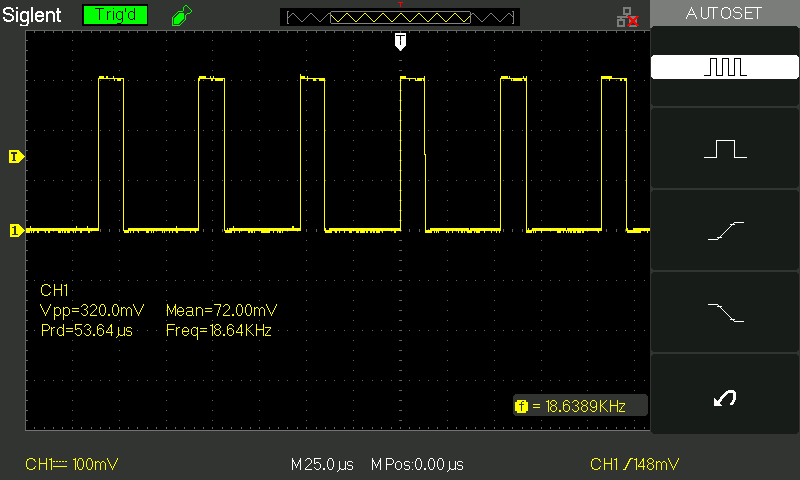 Siglent Trig'd AUTOSET
T
T
1
CH1
Vpp=320.0mV Mean=72.00mV
Prd=53.64µs Freq=18.64KHz
f = 18.6389KHz
CH1 100mV M 25.0µs M Pos:0.00µs CH1 148mV